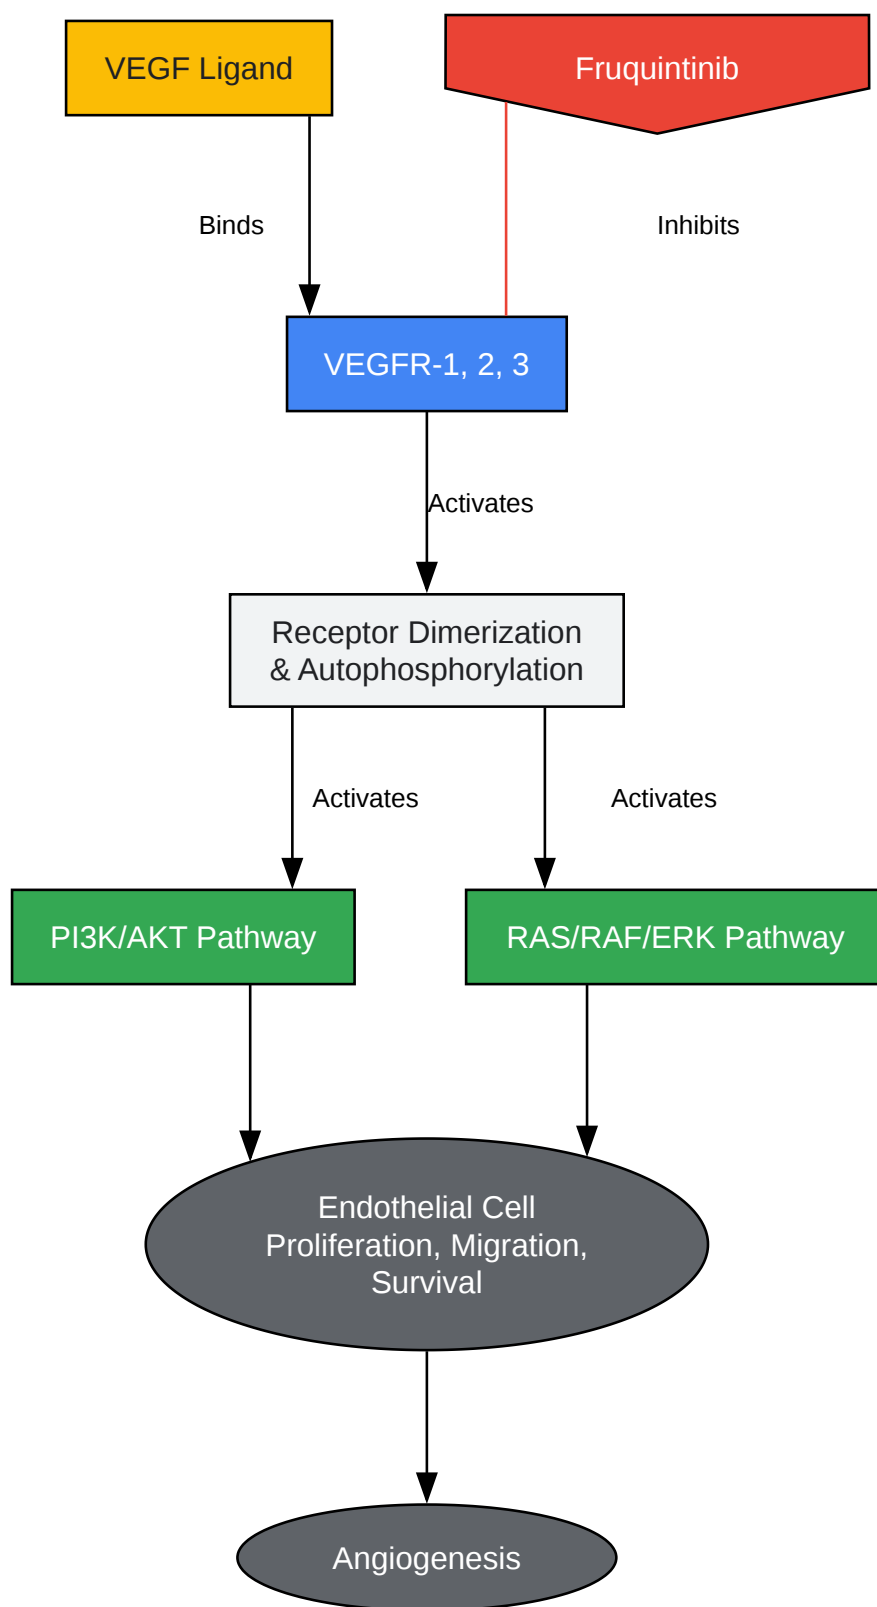 VEGF Ligand
Fruquintinib
Binds
Inhibits
VEGFR-1, 2, 3
Activates
Receptor Dimerization
& Autophosphorylation
Activates
Activates
PI3K/AKT Pathway
RAS/RAF/ERK Pathway
Endothelial Cell
Proliferation, Migration,
Survival
Angiogenesis